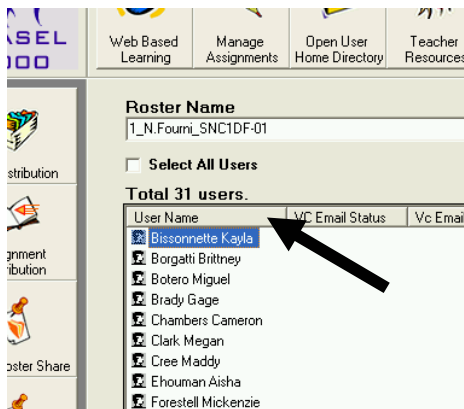 ASEL
000
Web Based
Learning
Manage
Assignments
Open User
Home Directory
Teacher
Resources
stribution
gnment
ribution
oster Share
Roster Name
1_N.Fourni_SNC1DF-01
Select All Users
Total 31 users.
User Name
VC Email Status
Vc Email
Bissonnette Kayla
Borgatti Brittney
Botero Miguel
Brady Gage
Chambers Cameron
Clark Megan
Cree Maddy
Ehouman Aisha
Forestell Mickenzie